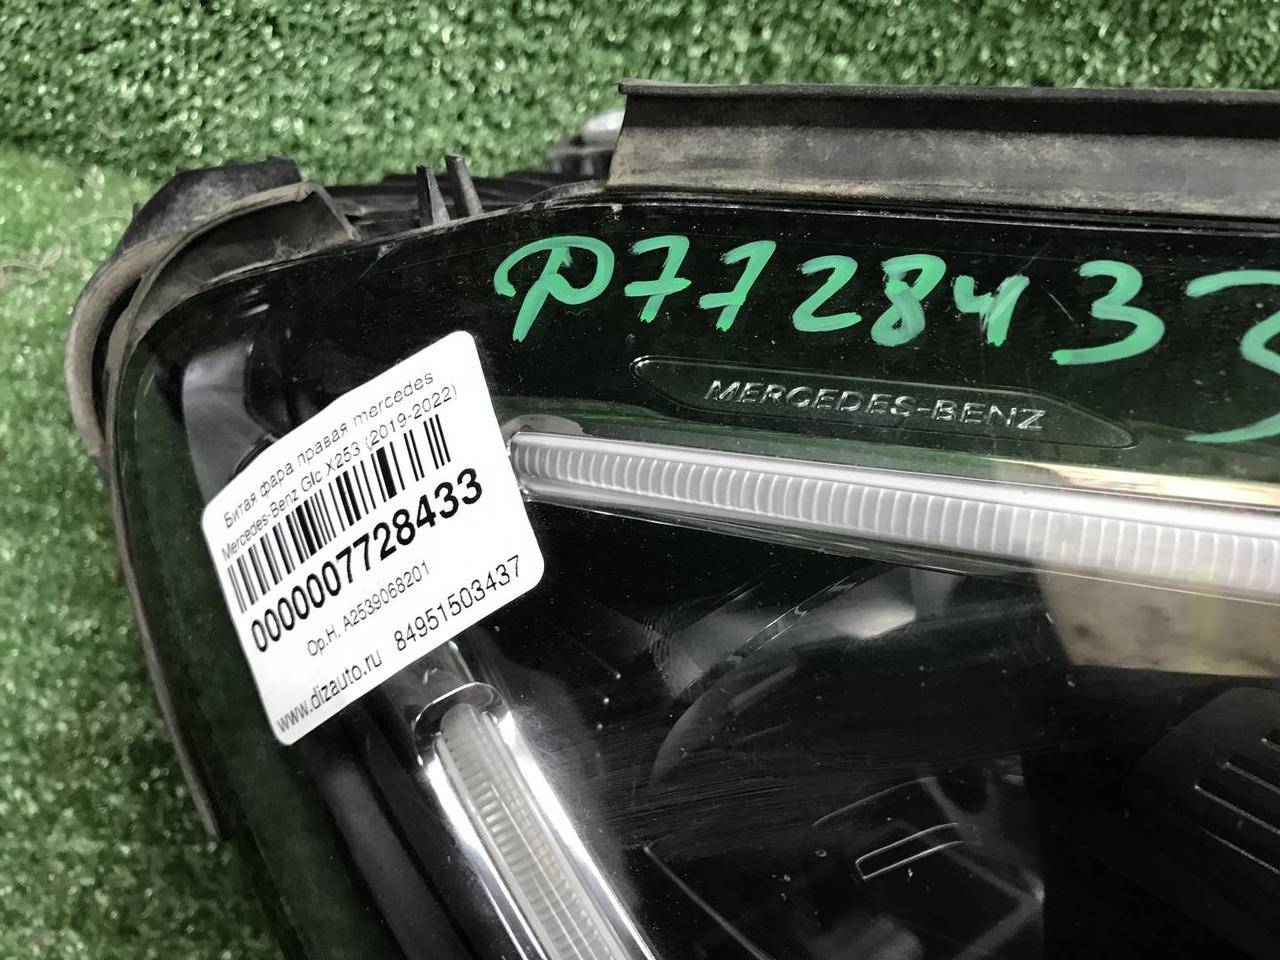 р7728433
MERCEDES-BENZ
Битая фара правая mercedes
Mercedes-Benz Glc X253 (2019-2022)
0000007728433
Ор.Н. A2539068201
www.dizauto.ru 84951503437